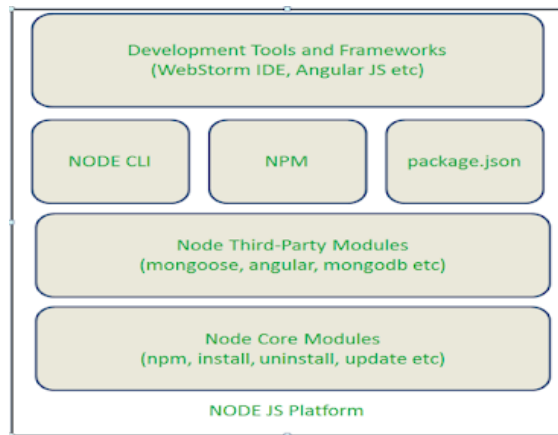 Development Tools and Frameworks
(WebStorm IDE, Angular JS etc)
NODE CLI
NPM
package.json
Node Third-Party Modules
(mongoose, angular, mongodb etc)
Node Core Modules
(npm, install, uninstall, update etc)
NODE JS Platform